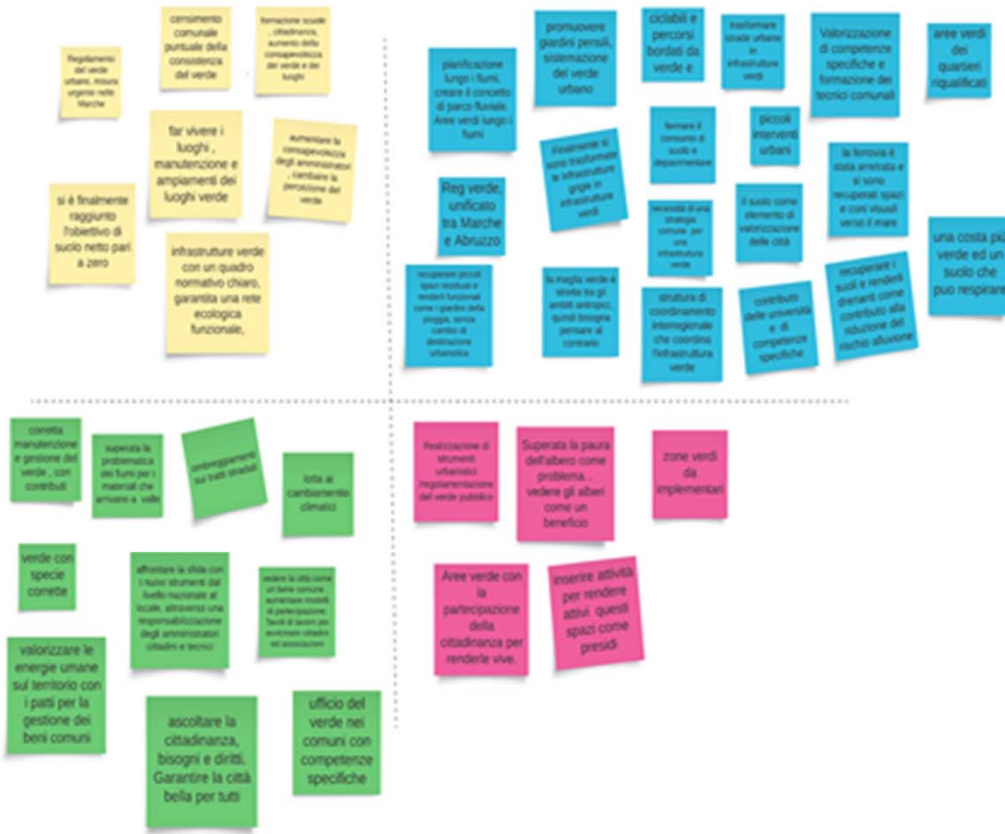 Regolamento
del verde
urbano, misura
urgente nelle
Marche
censimento
comunale
puntuale della
consistenza
del verde
formazione scuole
, cittadinanza,
aumento della
consapevolezza
del verde e dei
luoghi
far vivere i
luoghi ,
manutenzione e
ampiamenti dei
luoghi verde
aumentare la
consapevolezza
degli amministratori
, cambaire la
percezione del
verde
si è finalmente
raggiunto
l'obiettivo di
suolo netto pari
a zero
infrastrutture verde
con un quadro
normativo chiaro,
garantita una rete
ecologica
funzionale,
pianificazione
lungo i fiumi,
creare il concetto
di parco fluviale.
Aree verdi lungo i
fiumi
promuovere
giardini pensili,
sistemazione
del verde
urbano
ciclabili e
percorsi
bordati da
verde e
trasformare
strade urbane
in
infrastrutture
verdi
Valorizzazione
di competenze
specifiche e
formazione dei
tecnici comunali
aree verdi
dei
quartieri
riqualificati
Finalmente si
sono trasformate
le infrastrutture
grigie in
infrastrutture
verdi
fermare il
consumo di
suolo e
depavimentare
piccoli
interventi
urbani
la ferrovia è
stata arretrata e
si sono
recuperati spazi
e coni visuali
verso il mare
Reg verde,
unificato
tra Marche
e Abruzzo
necessità di una
strategia
comune per
una
infrastruttura
verde
il suolo come
elemento di
valorizzazione
delle città
una costa più
verde ed un
suolo che
puo respirare
recuperare piccoli
spazi residuali e
renderli funzionali
come i giardini della
pioggia, senza
cambio di
destinazione
urbanistica
la maglia verde è
stretta tra gli
ambiti antropici,
quindi bisogna
pensare al
contrario
struttura di
coordinamento
interregionale
che coordina
l'infrastruttura
verde
contributo
delle università
e di
competenze
specifiche
recuperare i
suoli e renderli
drenanti come
contributo alla
riduzione del
rischio alluvione
corretta
manutenzione
e gestione del
verde , con
contributi
superata la
problematica
dei fiumi per i
materiali che
arrivono a valle
ombreggiamenti
sui tratti stradali
lotta ai
cambiamento
climatici
verde con
specie
corrette
affrontare la sfida con
i nuovi strumenti dal
livello nazionale al
locale, attraverso una
responsabilizzazione
degli amministratori
cittadini e tecnici
vedere la città come
un bene comune ,
aumentare modelli
di partecipazione.
Tavoli di lavoro per
avvicinare cittadini
ed associazioni
valorizzare le
energie umane
sul territorio con
i patti per la
gestione dei
beni comuni
ascoltare la
cittadinanza,
bisogni e diritti.
Garantire la città
bella per tutti
ufficio del
verde nei
comuni con
competenze
specifiche
Realizzazione di
strumenti
urbanistici
/regolamentazione
del verde pubblico
Superata la paura
dell'albero come
problema...
vedere gli alberi
come un
beneficio
zone verdi
da
implementari
Aree verde con
la
partecipazione
della
cittadinanza per
renderle vive.
inserire attività
per rendere
attivi questi
spazi come
presidi